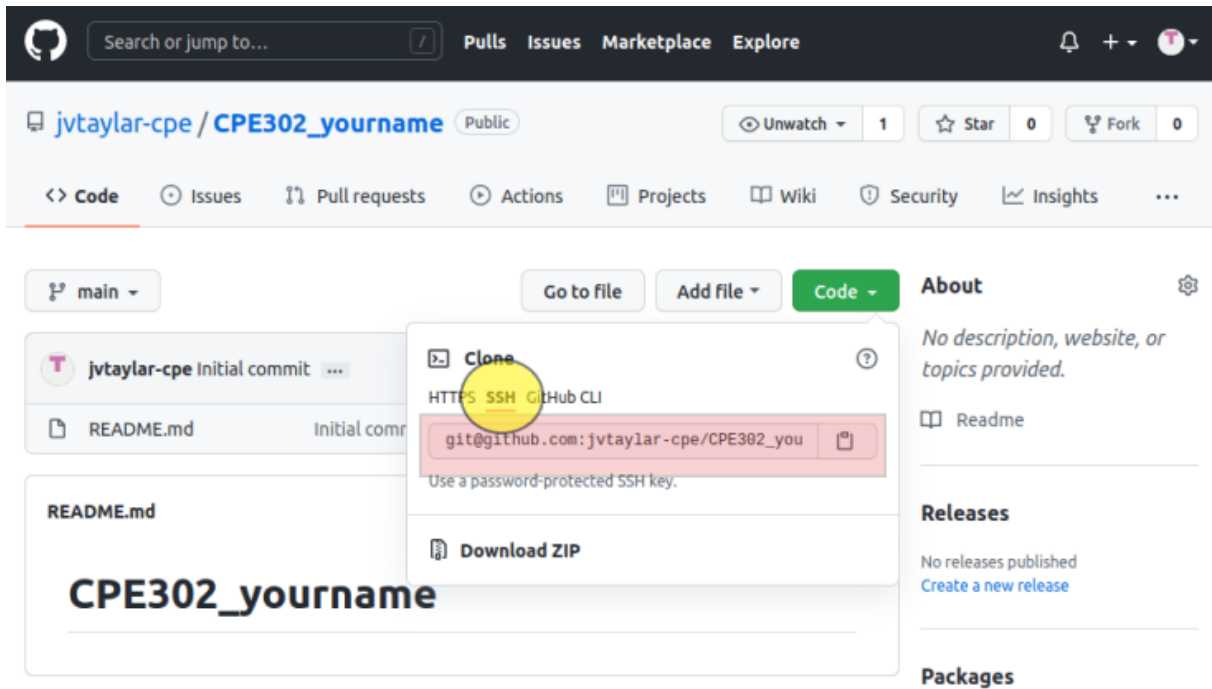 Search or jump to... / Pulls Issues Marketplace Explore
jvtaylar-cpe / CPE302_yourname Public Unwatch 1 Star 0 Fork 0
Code Issues Pull requests Actions Projects Wiki Security Insights ...
main Go to file Add file Code
About
Clone
No description, website, or
topics provided.
T jvtaylar-cpe Initial commit ...
HTTPS SSH GitHub CLI
README.md Initial comm
git@github.com:jvtaylar-cpe/CPE302_you
Readme
Use a password-protected SSH key.
README.md
Releases
Download ZIP
No releases published
Create a new release
CPE302_yourname
Packages